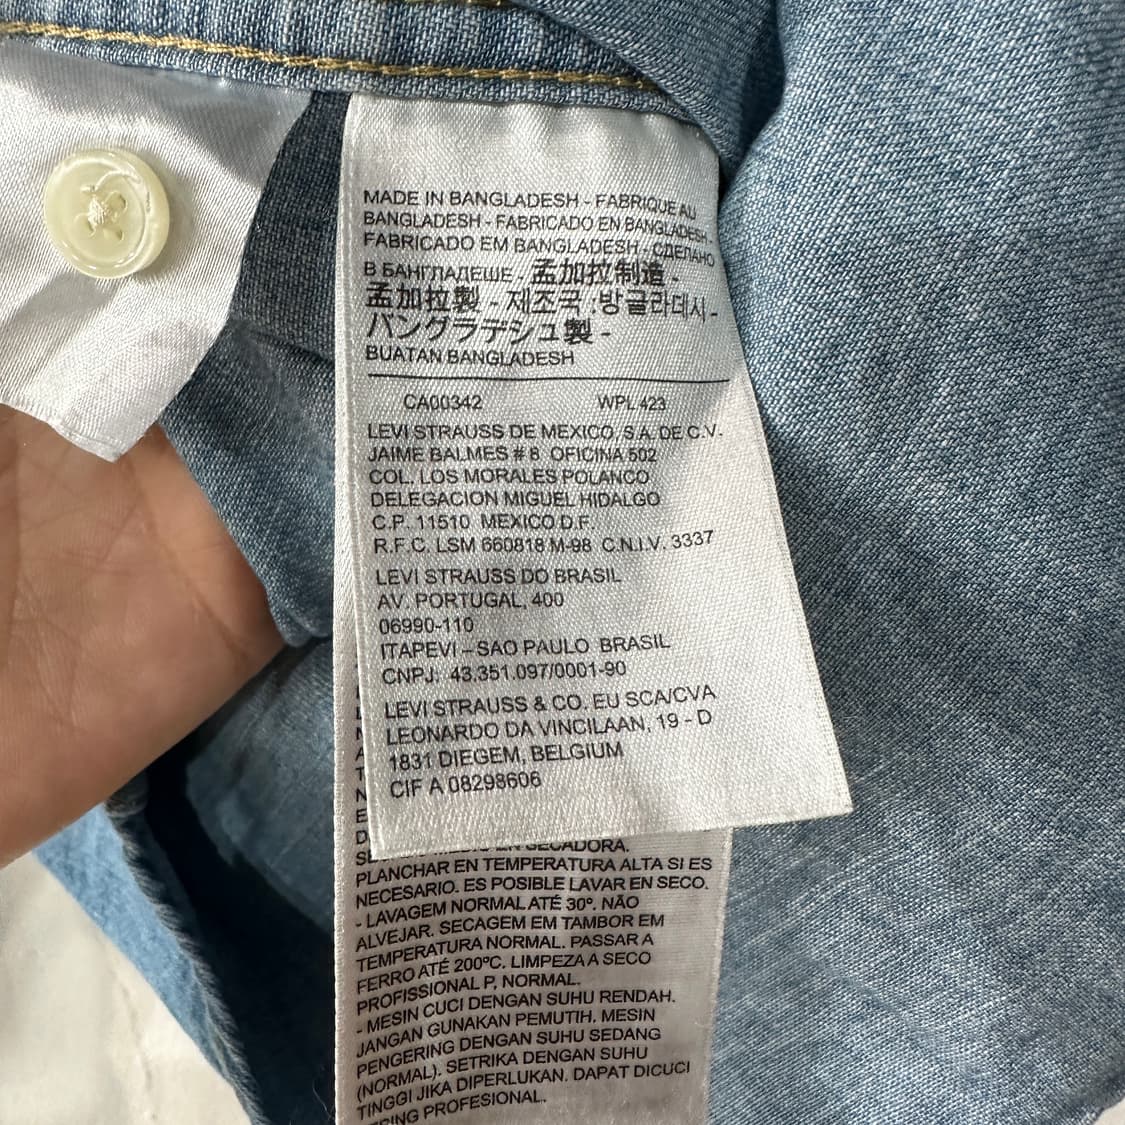 MADE IN BANGLADESH - FABRIQUE AU
BANGLADESH - FABRICADO EN BANGLADESH -
FABRICADO EM BANGLADESH - СДЕЛАНО
В БАНГЛАДЕШЕ - 孟加拉制造 -
孟加拉製 - 제조국 :방글라데시 -
バングラデシュ製 -
BUATAN BANGLADESH
CA00342 WPL 423
LEVI STRAUSS DE MEXICO, S.A. DE C.V.
JAIME BALMES # 8 OFICINA 502
COL. LOS MORALES POLANCO
DELEGACION MIGUEL HIDALGO
C.P. 11510 MEXICO D.F.
R.F.C. LSM 660818 M-98 C.N.I.V. 3337
LEVI STRAUSS DO BRASIL
AV. PORTUGAL, 400
06990-110
ITAPEVI – SAO PAULO BRASIL
CNPJ: 43.351.097/0001-90
LEVI STRAUSS & CO. EU SCA/CVA
LEONARDO DA VINCILAAN, 19 - D
1831 DIEGEM, BELGIUM
CIF A 08298606
SECADORA.
PLANCHAR EN TEMPERATURA ALTA SI ES
NECESARIO. ES POSIBLE LAVAR EN SECO.
- LAVAGEM NORMAL ATÉ 30º. NÃO
ALVEJAR. SECAGEM EM TAMBOR EM
TEMPERATURA NORMAL. PASSAR A
FERRO ATÉ 200ºC. LIMPEZA A SECO
PROFISSIONAL P, NORMAL.
- MESIN CUCI DENGAN SUHU RENDAH.
JANGAN GUNAKAN PEMUTIH. MESIN
PENGERING DENGAN SUHU SEDANG
(NORMAL). SETRIKA DENGAN SUHU
TINGGI JIKA DIPERLUKAN. DAPAT DICUCI
PROFESIONAL.